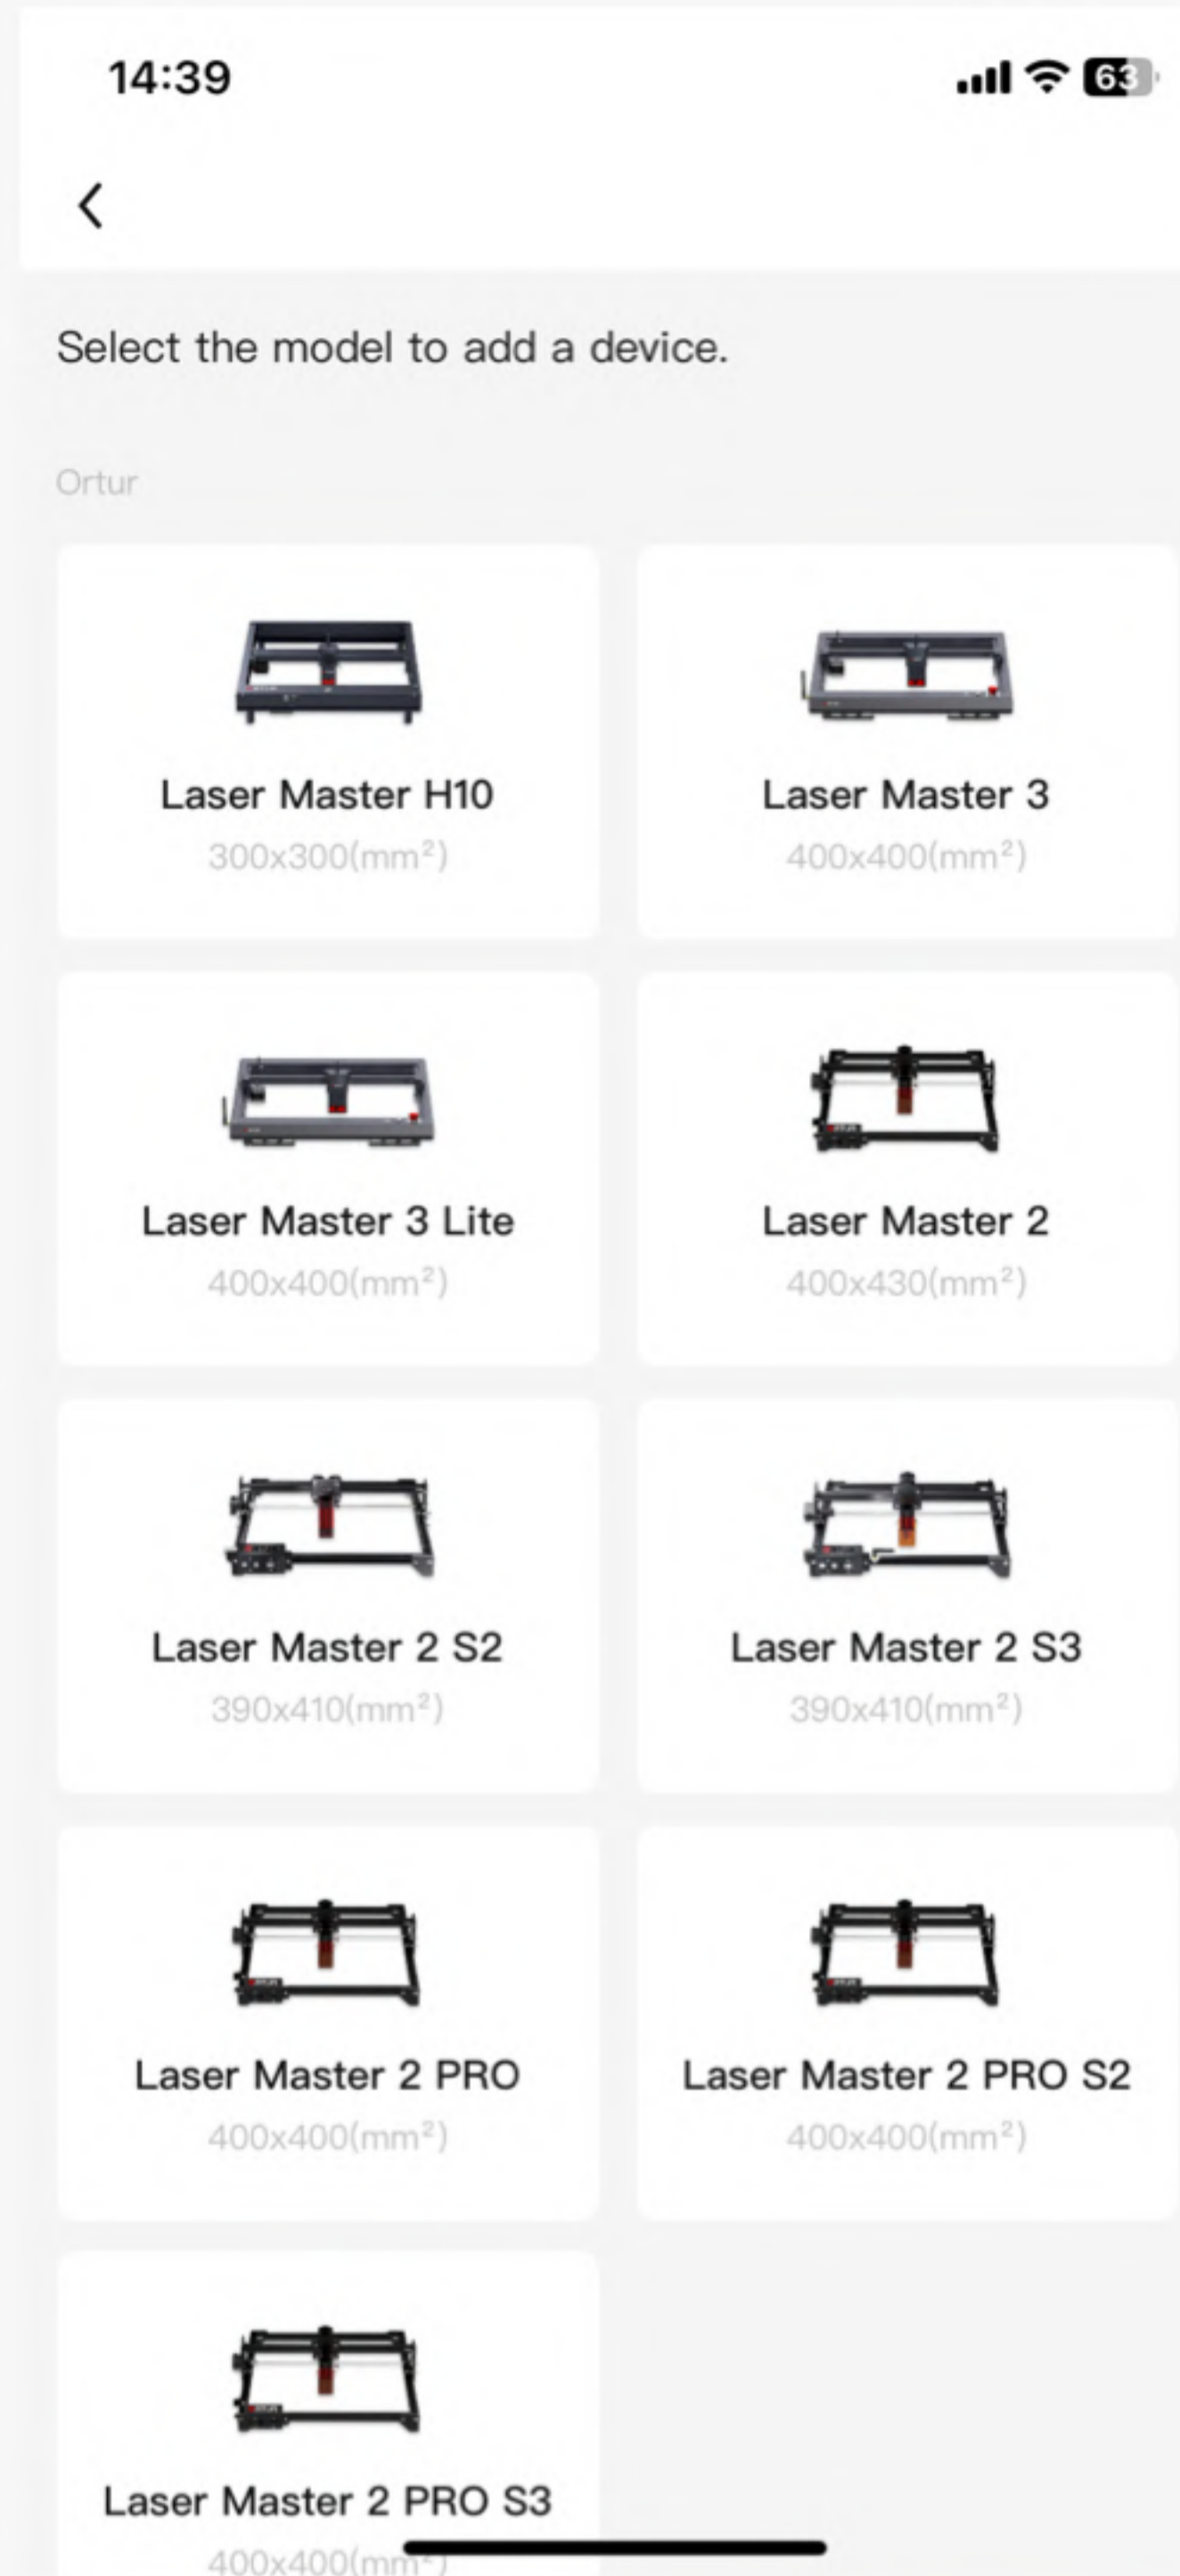 14:39
63
Select the model to add a device.
Ortur
Laser Master H10
300x300(mm²)
Laser Master 3
400x400(mm²)
Laser Master 3 Lite
400x400(mm²)
Laser Master 2
400x430(mm²)
Laser Master 2 S2
390x410(mm²)
Laser Master 2 S3
390x410(mm²)
Laser Master 2 PRO
400x400(mm²)
Laser Master 2 PRO S2
400x400(mm²)
Laser Master 2 PRO S3
400x400(mm²)